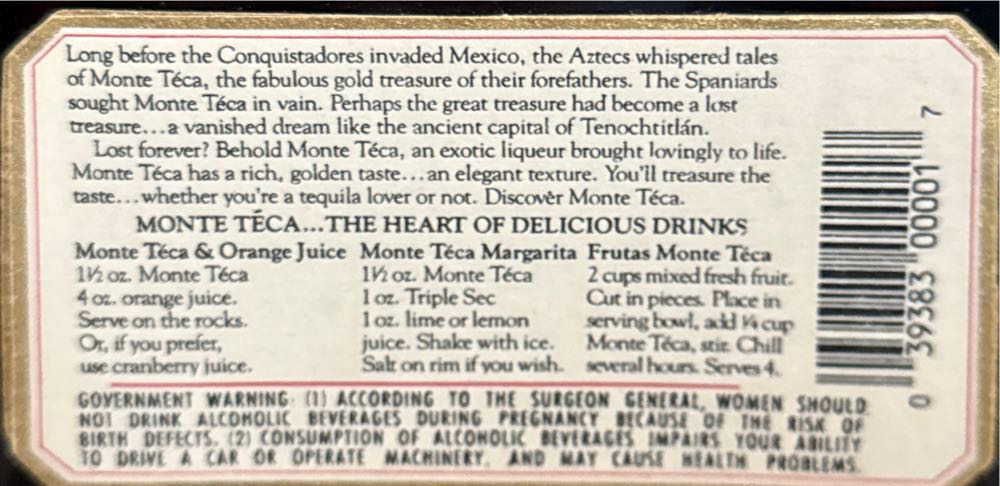 Long before the Conquistadores invaded Mexico, the Aztecs whispered tales
of Monte Téca, the fabulous gold treasure of their forefathers. The Spaniards
sought Monte Téca in vain. Perhaps the great treasure had become a lost
treasure...a vanished dream like the ancient capital of Tenochtitlán.
Lost forever? Behold Monte Téca, an exotic liqueur brought lovingly to life.
Monte Téca has a rich, golden taste...an elegant texture. You'll treasure the
taste...whether you're a tequila lover or not. Discover Monte Téca.
MONTE TÉCA...THE HEART OF DELICIOUS DRINKS
Monte Téca & Orange Juice
1½ oz. Monte Téca
4 oz. orange juice.
Serve on the rocks.
Or, if you prefer,
use cranberry juice.
Monte Téca Margarita
1½ oz. Monte Téca
1 oz. Triple Sec
1 oz. lime or lemon
juice. Shake with ice.
Salt on rim if you wish.
Frutas Monte Téca
2 cups mixed fresh fruit.
Cut in pieces. Place in
serving bowl, add ¼ cup
Monte Téca, stir. Chill
several hours. Serves 4.
GOVERNMENT WARNING: (1) ACCORDING TO THE SURGEON GENERAL, WOMEN SHOULD
NOT DRINK ALCOHOLIC BEVERAGES DURING PREGNANCY BECAUSE OF THE RISK OF
BIRTH DEFECTS. (2) CONSUMPTION OF ALCOHOLIC BEVERAGES IMPAIRS YOUR ABILITY
TO DRIVE A CAR OR OPERATE MACHINERY, AND MAY CAUSE HEALTH PROBLEMS.
0 39383 00001 7